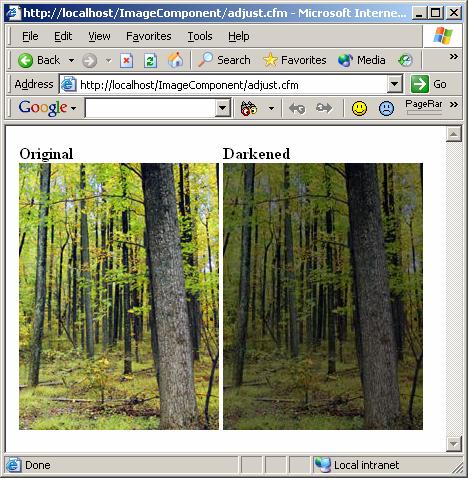 http://localhost/ImageComponent/adjust.cfm - Microsoft Interne...
File Edit View Favorites Tools Help
Back Search Favorites Media »
Address http://localhost/ImageComponent/adjust.cfm Go
Google PageRar »
Original Darkened
Done Local intranet